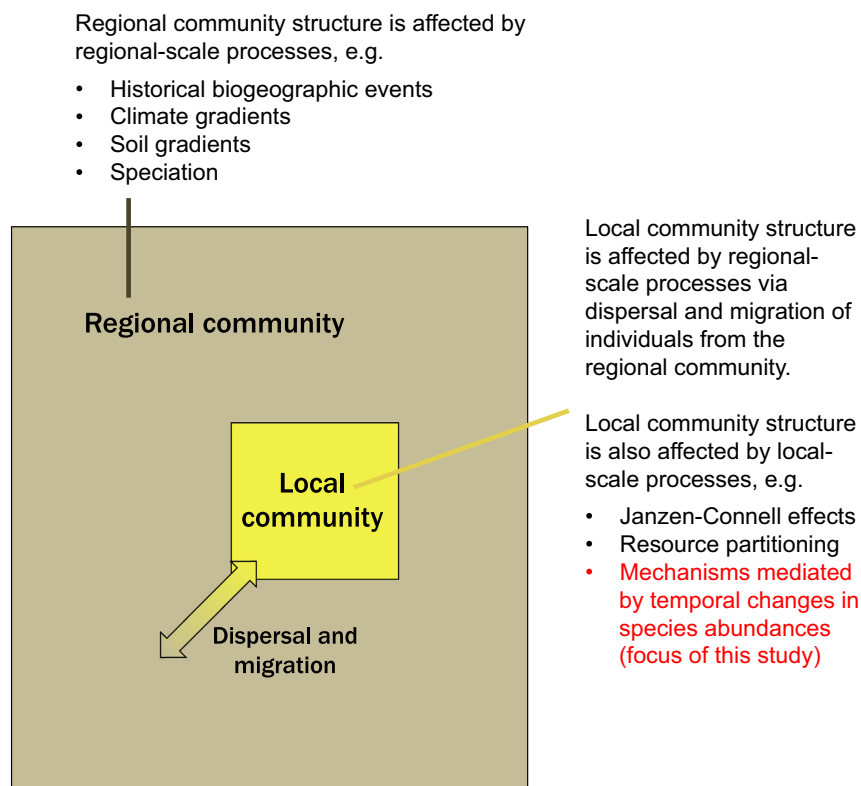 Regional community structure is affected by
regional-scale processes, e.g.
• Historical biogeographic events
• Climate gradients
• Soil gradients
• Speciation
Regional community
Local
community
Dispersal and
migration
Local community structure
is affected by regional-
scale processes via
dispersal and migration of
individuals from the
regional community.
Local community structure
is also affected by local-
scale processes, e.g.
• Janzen-Connell effects
• Resource partitioning
• Mechanisms mediated
by temporal changes in
species abundances
(focus of this study)